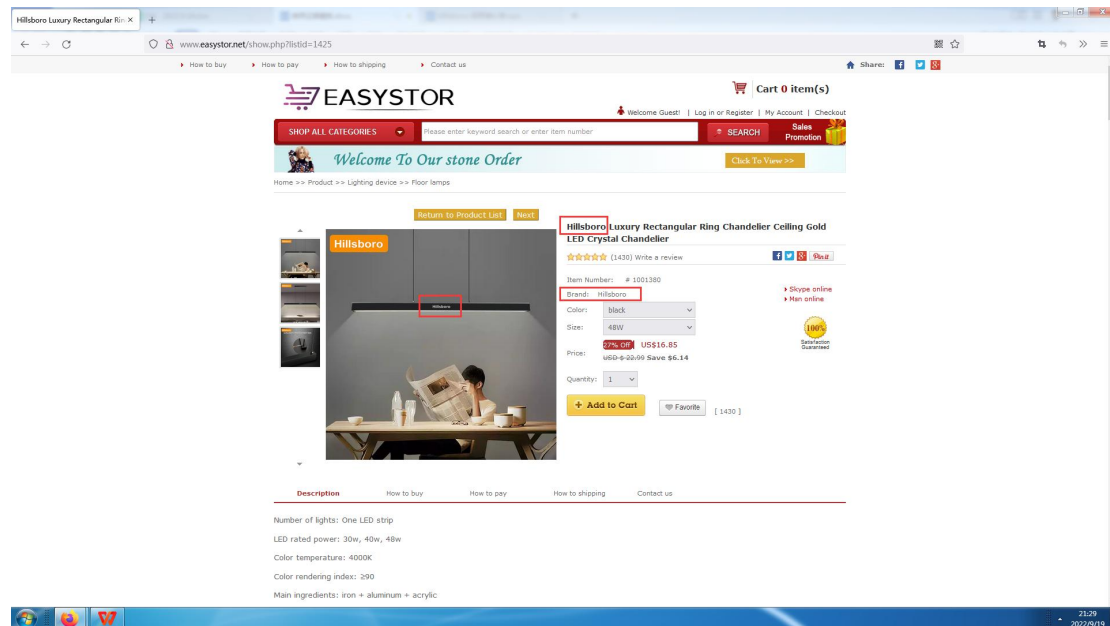 Hillsboro Luxury Rectangular Rin
www.easystor.net/show.php?listid=1425
How to buy How to pay How to shipping Contact us Share:
EASYSTOR
Cart 0 item(s)
Welcome Guest! | Log in or Register | My Account | Checkout
SHOP ALL CATEGORIES Please enter keyword search or enter item number SEARCH Sales Promotion
Welcome To Our stone Order Click To View >>
Home >> Product >> Lighting device >> Floor lamps
Return to Product List Next
Hillsboro Luxury Rectangular Ring Chandelier Ceiling Gold
LED Crystal Chandelier
Hillsboro
(1430) Write a review Pin it
Item Number: # 1001380
Skype online
Brand: Hillsboro
Msn online
Hillsboro
Color: black
Size: 48W
100%
Satisfaction
Guaranteed
27% Off US$16.85
Price:
USD $ 22.99 Save $6.14
Quantity: 1
+ Add to Cart Favorite [ 1430 ]
Description How to buy How to pay How to shipping Contact us
Number of lights: One LED strip
LED rated power: 30w, 40w, 48w
Color temperature: 4000K
Color rendering index: ≥90
Main ingredients: iron + aluminum + acrylic
21:29
2022/9/19